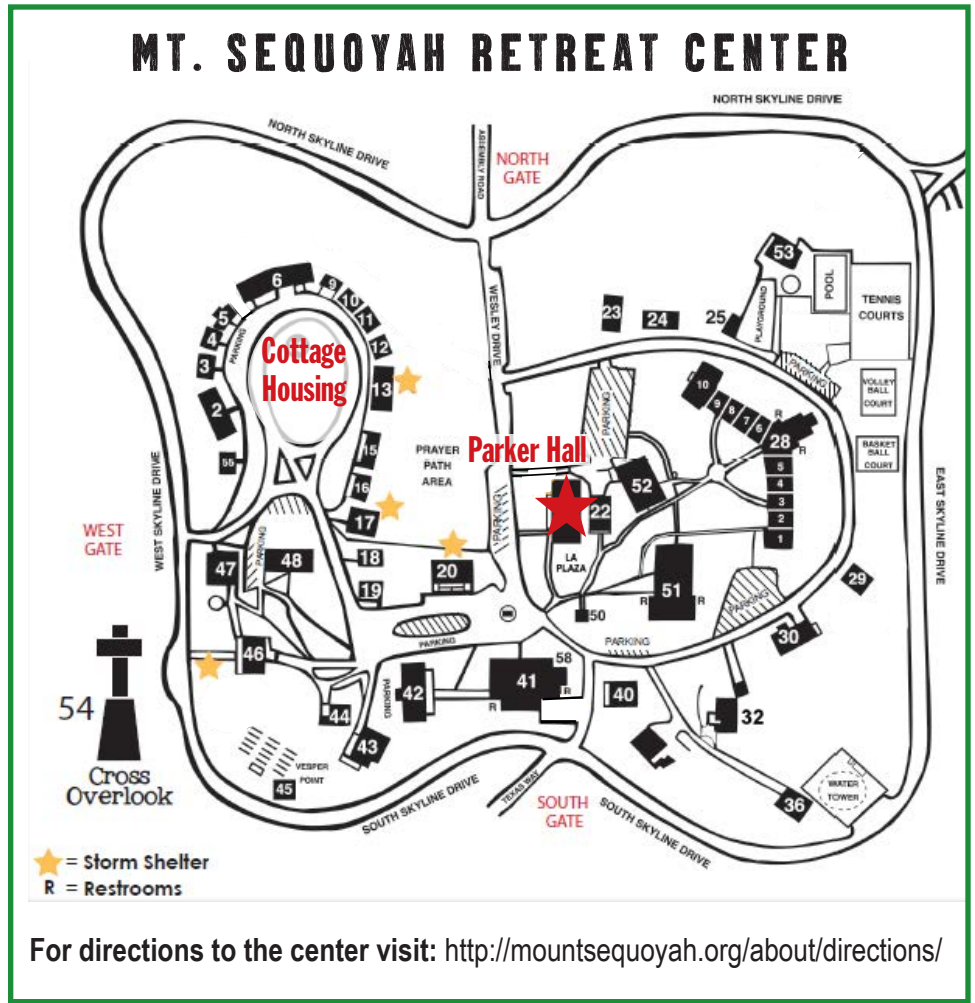 MT. SEQUOYAH RETREAT CENTER
NORTH SKYLINE DRIVE
NORTH SKYLINE DRIVE
ASSEMBLY ROAD
NORTH
GATE
53
POOL
TENNIS
COURTS
PLAYGROUND
6
9
10
11
12
13
5
4
3
2
55
PARKING
Cottage
Housing
WESLEY DRIVE
23
24
25
PARKING
VOLLEY
BALL
COURT
BASKET
BALL
COURT
10
9
8
7
6
R
28
R
5
4
3
2
1
PARKING
Parker Hall
PRAYER
PATH
AREA
15
16
17
18
19
20
PARKING
52
22
LA
PLAZA
50
51
R
R
PARKING
29
30
WEST SKYLINE DRIVE
EAST SKYLINE DRIVE
WEST
GATE
47
PARKING
48
46
PARKING
PARKING
58
41
R
R
42
PARKING
40
32
44
43
VESPER
POINT
45
36
WATER
TOWER
54
Cross
Overlook
SOUTH SKYLINE DRIVE
TEXAS WAY
SOUTH
GATE
SOUTH SKYLINE DRIVE
= Storm Shelter
R = Restrooms
For directions to the center visit: http://mountsequoyah.org/about/directions/